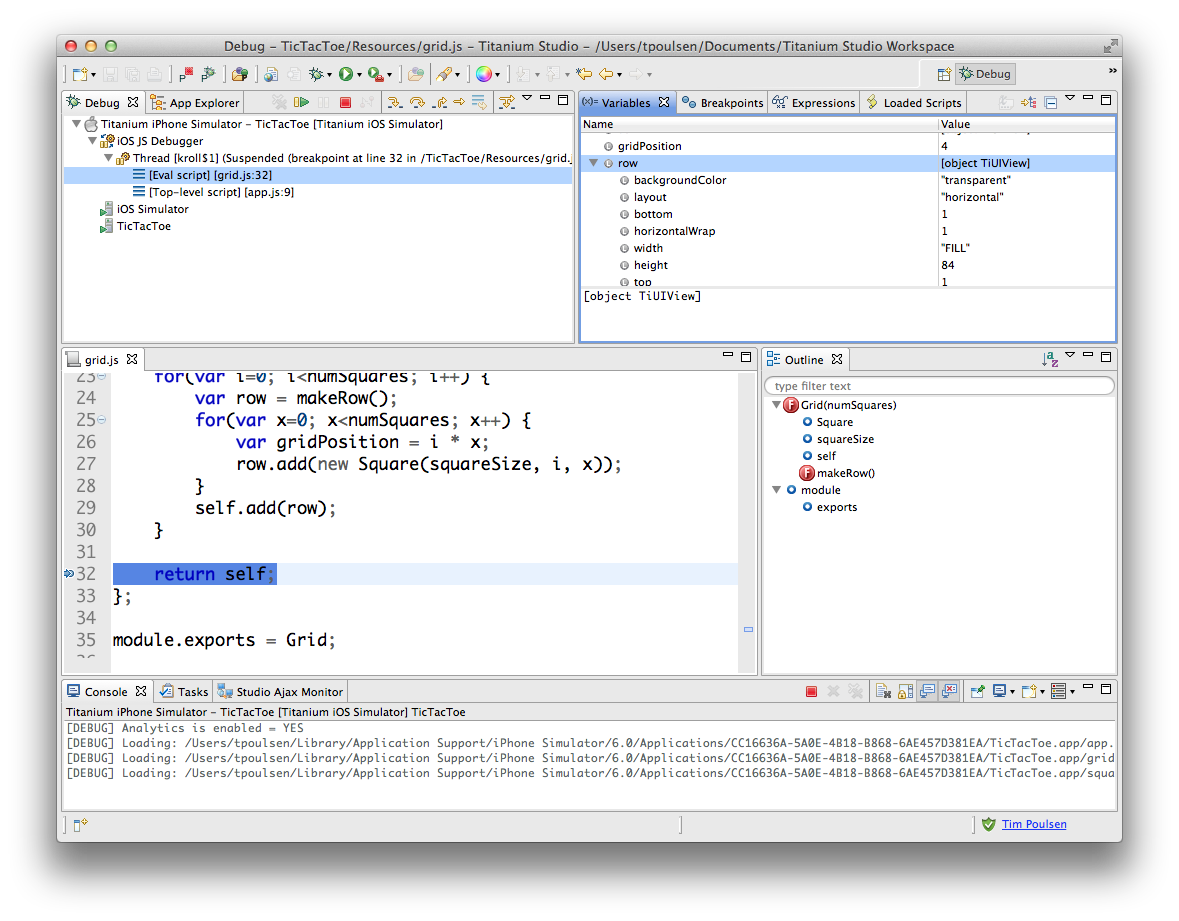 Debug – TicTacToe/Resources/grid.js – Titanium Studio – /Users/tpoulsen/Documents/Titanium Studio Workspace
Debug
»
Debug
App Explorer
Titanium iPhone Simulator – TicTacToe [Titanium iOS Simulator]
iOS JS Debugger
Thread [kroll$1] (Suspended (breakpoint at line 32 in /TicTacToe/Resources/grid.
[Eval script] [grid.js:32]
[Top-level script] [app.js:9]
iOS Simulator
TicTacToe
(x)= Variables
Breakpoints
Expressions
Loaded Scripts
Name Value
gridPosition 4
row [object TiUIView]
backgroundColor "transparent"
layout "horizontal"
bottom 1
horizontalWrap 1
width "FILL"
height 84
top 1
[object TiUIView]
grid.js
23 for(var i=0; i<numSquares; i++) {
24 var row = makeRow();
25 for(var x=0; x<numSquares; x++) {
26 var gridPosition = i * x;
27 row.add(new Square(squareSize, i, x));
28 }
29 self.add(row);
30 }
31
32 return self;
33 };
34
35 module.exports = Grid;
36
Outline
type filter text
Grid(numSquares)
Square
squareSize
self
makeRow()
module
exports
Console
Tasks
Studio Ajax Monitor
Titanium iPhone Simulator – TicTacToe [Titanium iOS Simulator] TicTacToe
[DEBUG] Analytics is enabled = YES
[DEBUG] Loading: /Users/tpoulsen/Library/Application Support/iPhone Simulator/6.0/Applications/CC16636A-5A0E-4B18-B868-6AE457D381EA/TicTacToe.app/app.
[DEBUG] Loading: /Users/tpoulsen/Library/Application Support/iPhone Simulator/6.0/Applications/CC16636A-5A0E-4B18-B868-6AE457D381EA/TicTacToe.app/grid
[DEBUG] Loading: /Users/tpoulsen/Library/Application Support/iPhone Simulator/6.0/Applications/CC16636A-5A0E-4B18-B868-6AE457D381EA/TicTacToe.app/squa
Tim Poulsen